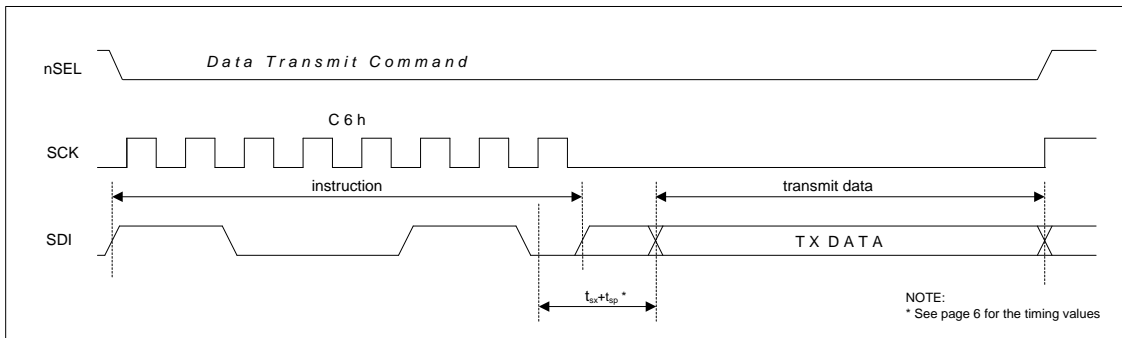 Data Transmit Command
nSEL
C6h
SCK
instruction
transmit data
SDI
TX DATA
tsx+tsp *
NOTE:
* See page 6 for the timing values